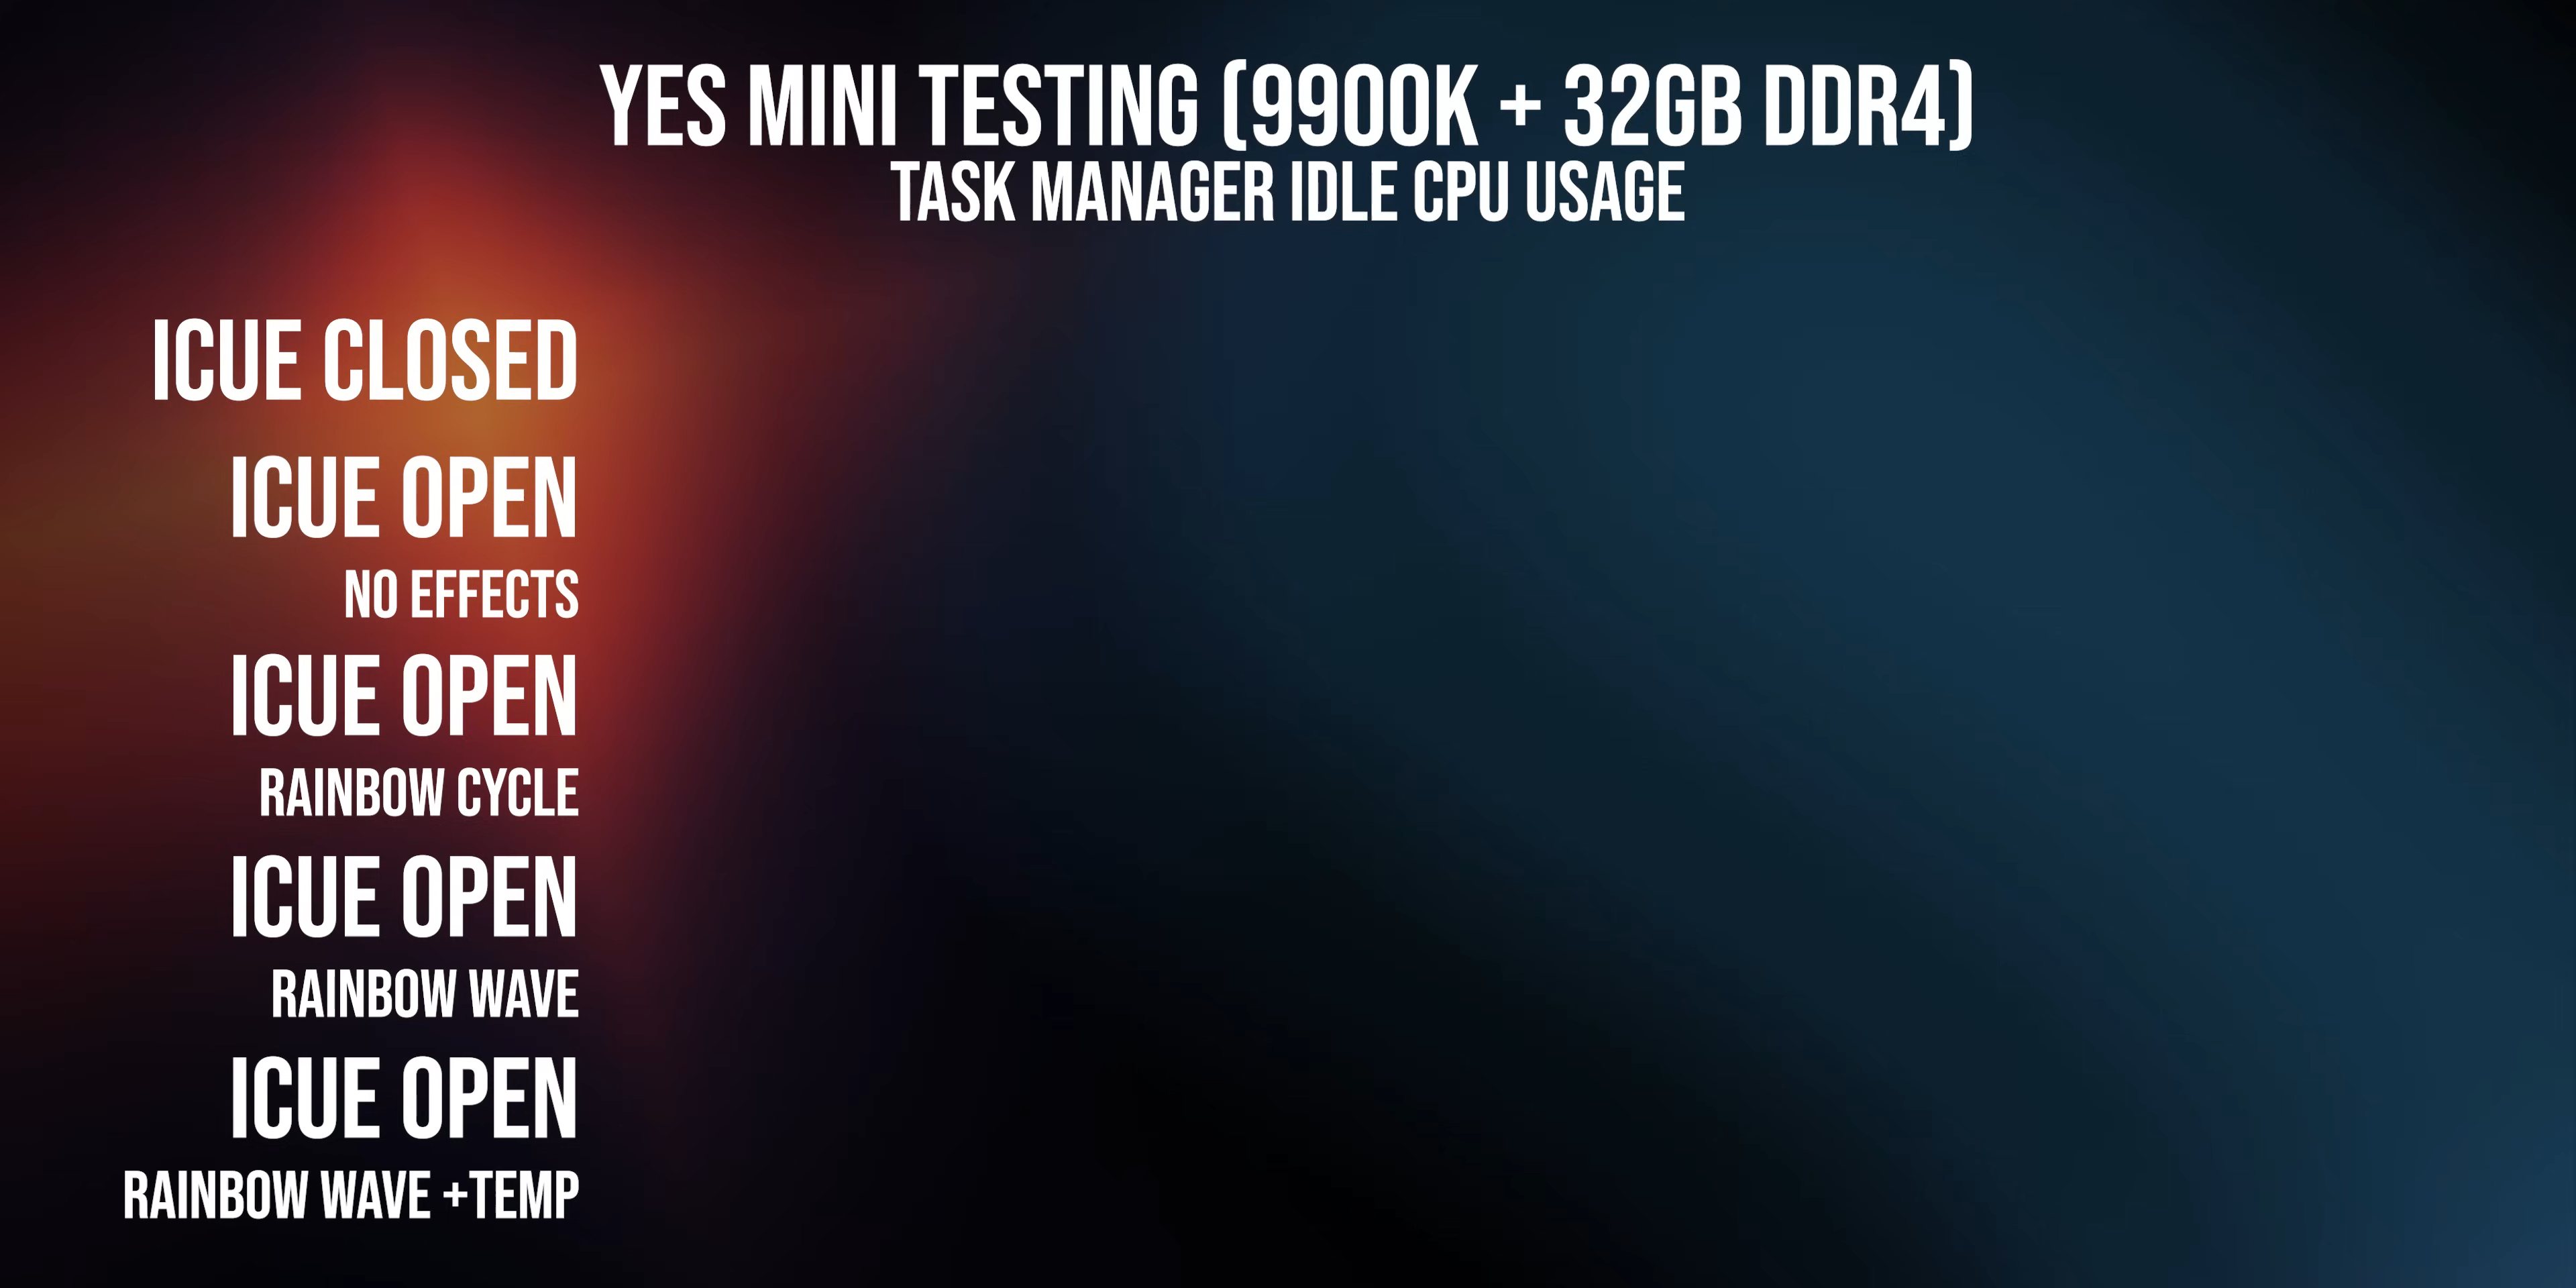 YES MINI TESTING (9900K + 32GB DDR4)
TASK MANAGER IDLE CPU USAGE
ICUE CLOSED
ICUE OPEN
NO EFFECTS
ICUE OPEN
RAINBOW CYCLE
ICUE OPEN
RAINBOW WAVE
ICUE OPEN
RAINBOW WAVE +TEMP